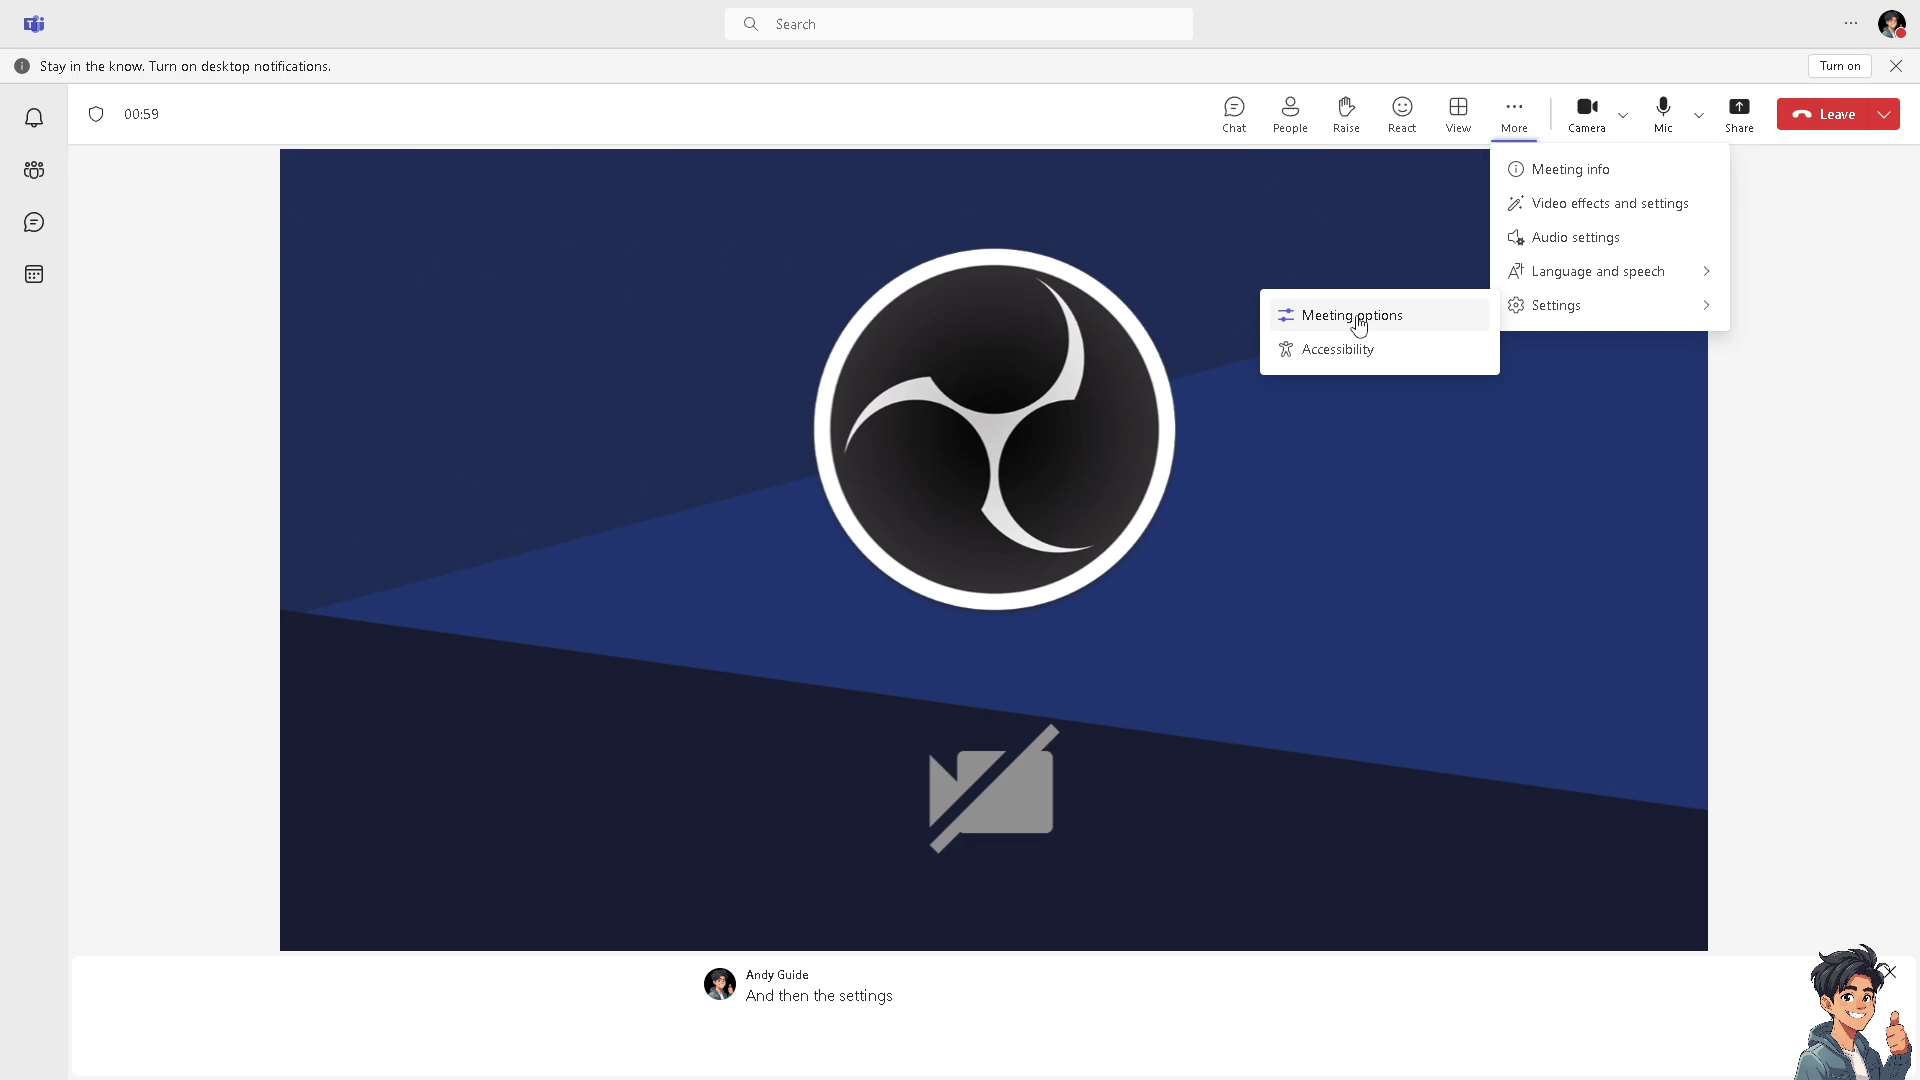 Search
Stay in the know. Turn on desktop notifications.
Turn on
00:59
Chat
People
Raise
React
View
More
Camera
Mic
Share
Leave
Meeting info
Video effects and settings
Audio settings
Language and speech
Settings
Meeting options
Accessibility
Andy Guide
And then the settings